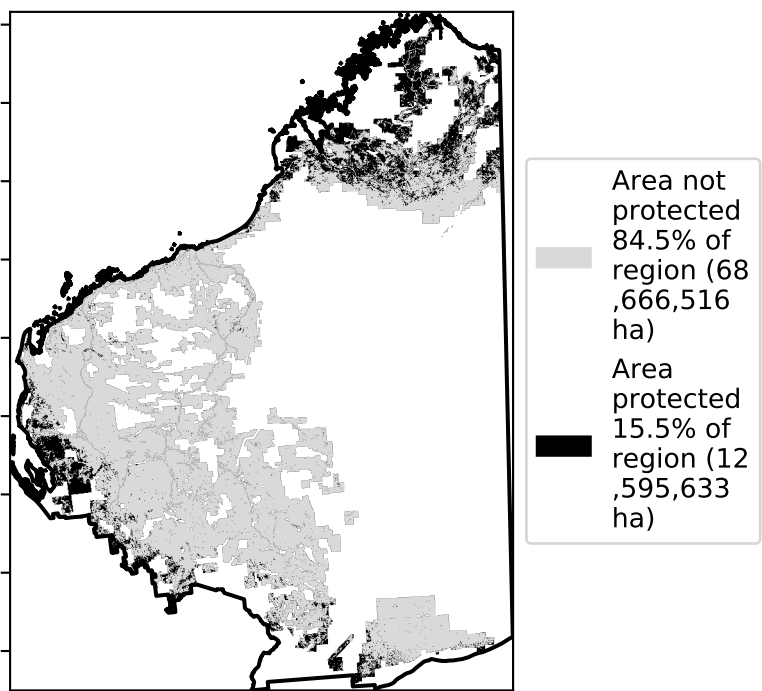 Area not
protected
84.5% of
region (68
,666,516
ha)
Area
protected
15.5% of
region (12
,595,633
ha)